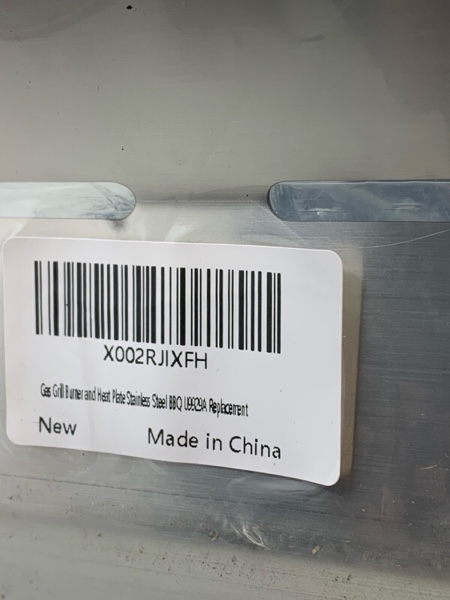 X002RJIXFH
Gas Grill Burner and Heat Plate Stainless Steel BBQ U9929A Replacement
New
Made in China